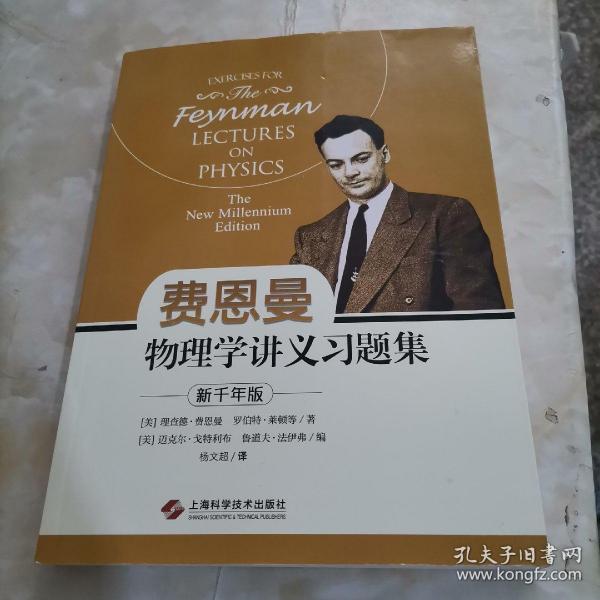 EXERCISES FOR
The
Feynman
LECTURES
ON
PHYSICS
The
New Millennium
Edition
费恩曼
物理学讲义习题集
新千年版
[美] 理查德·费恩曼 罗伯特·莱顿等/著
[美] 迈克尔·戈特利布 鲁道夫·法伊弗/编
杨文超/译
上海科学技术出版社
SHANGHAI SCIENTIFIC & TECHNICAL PUBLISHERS
孔夫子旧书网
www.kongfz.com